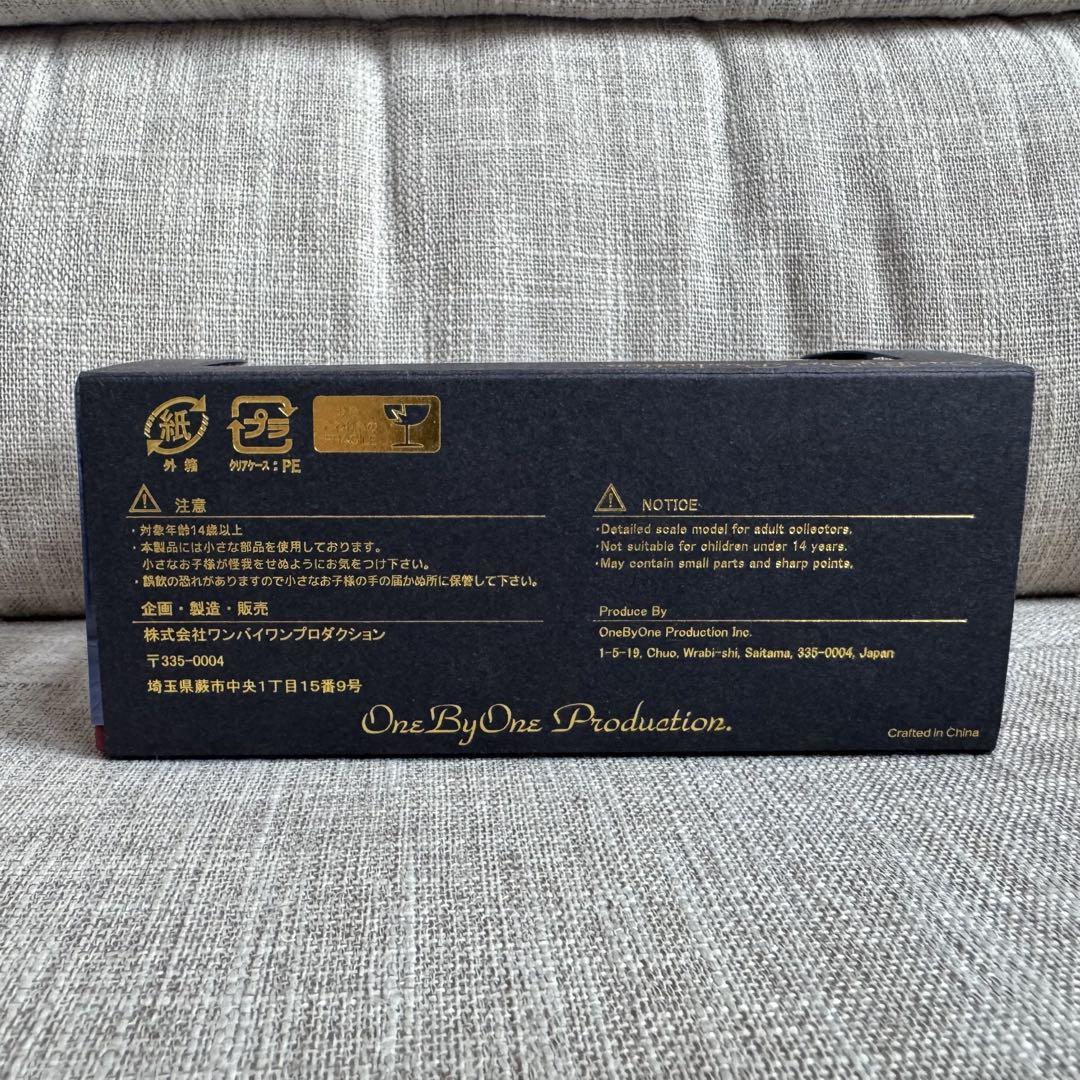 紙
外箱
プラ
クリアケース：PE
注意
・対象年齢14歳以上
・本製品には小さな部品を使用しております。
小さなお子様が怪我をせぬようにお気をつけ下さい。
・誤飲の恐れがありますので小さなお子様の手の届かぬ所に保管して下さい。
企画・製造・販売
株式会社ワンバイワンプロダクション
〒335-0004
埼玉県蕨市中央1丁目15番9号
NOTICE
・Detailed scale model for adult collectors.
・Not suitable for children under 14 years.
・May contain small parts and sharp points.
Produce By
OneByOne Production Inc.
1-5-19, Chuo, Wrabi-shi, Saitama, 335-0004, Japan
OneByOne Production.
Crafted in China